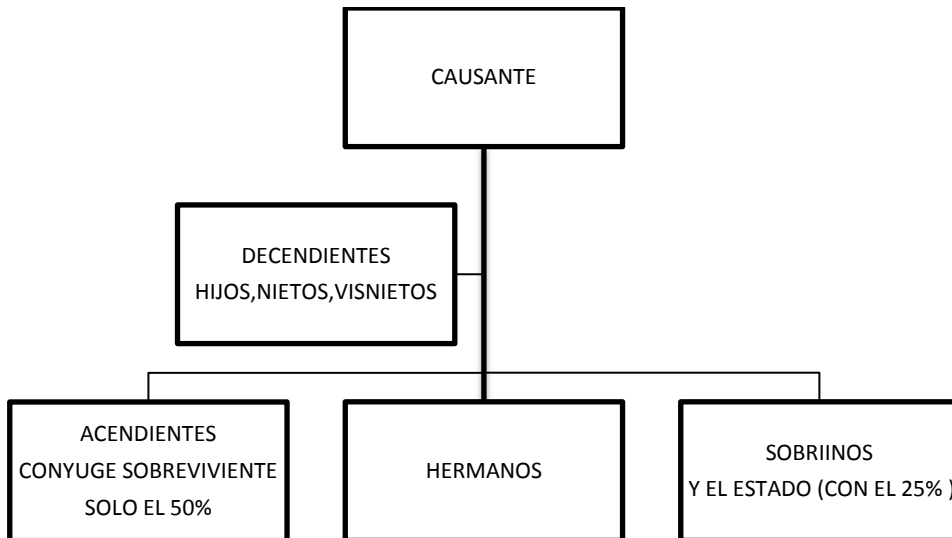 CAUSANTE
DECENDIENTES
HIJOS,NIETOS,VISNIETOS
ACENDIENTES
CONYUGE SOBREVIVIENTE
SOLO EL 50%
HERMANOS
SOBRIINOS
Y EL ESTADO (CON EL 25% )